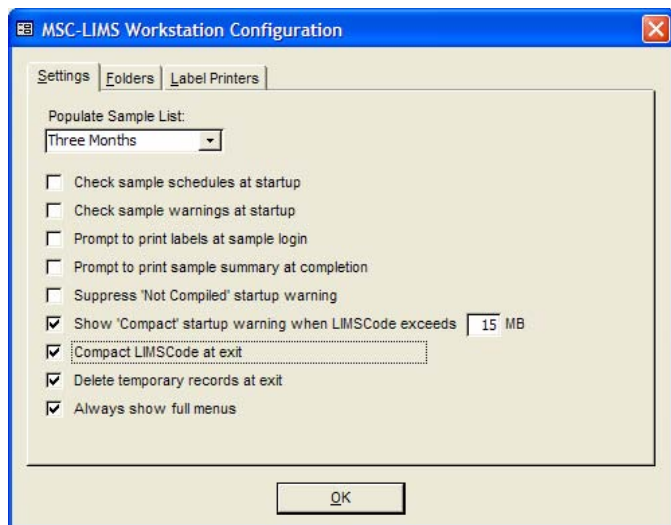 MSC-LIMS Workstation Configuration
Settings Folders Label Printers
Populate Sample List:
Three Months
Check sample schedules at startup
Check sample warnings at startup
Prompt to print labels at sample login
Prompt to print sample summary at completion
Suppress 'Not Compiled' startup warning
Show 'Compact' startup warning when LIMSCode exceeds 15 MB
Compact LIMSCode at exit
Delete temporary records at exit
Always show full menus
OK